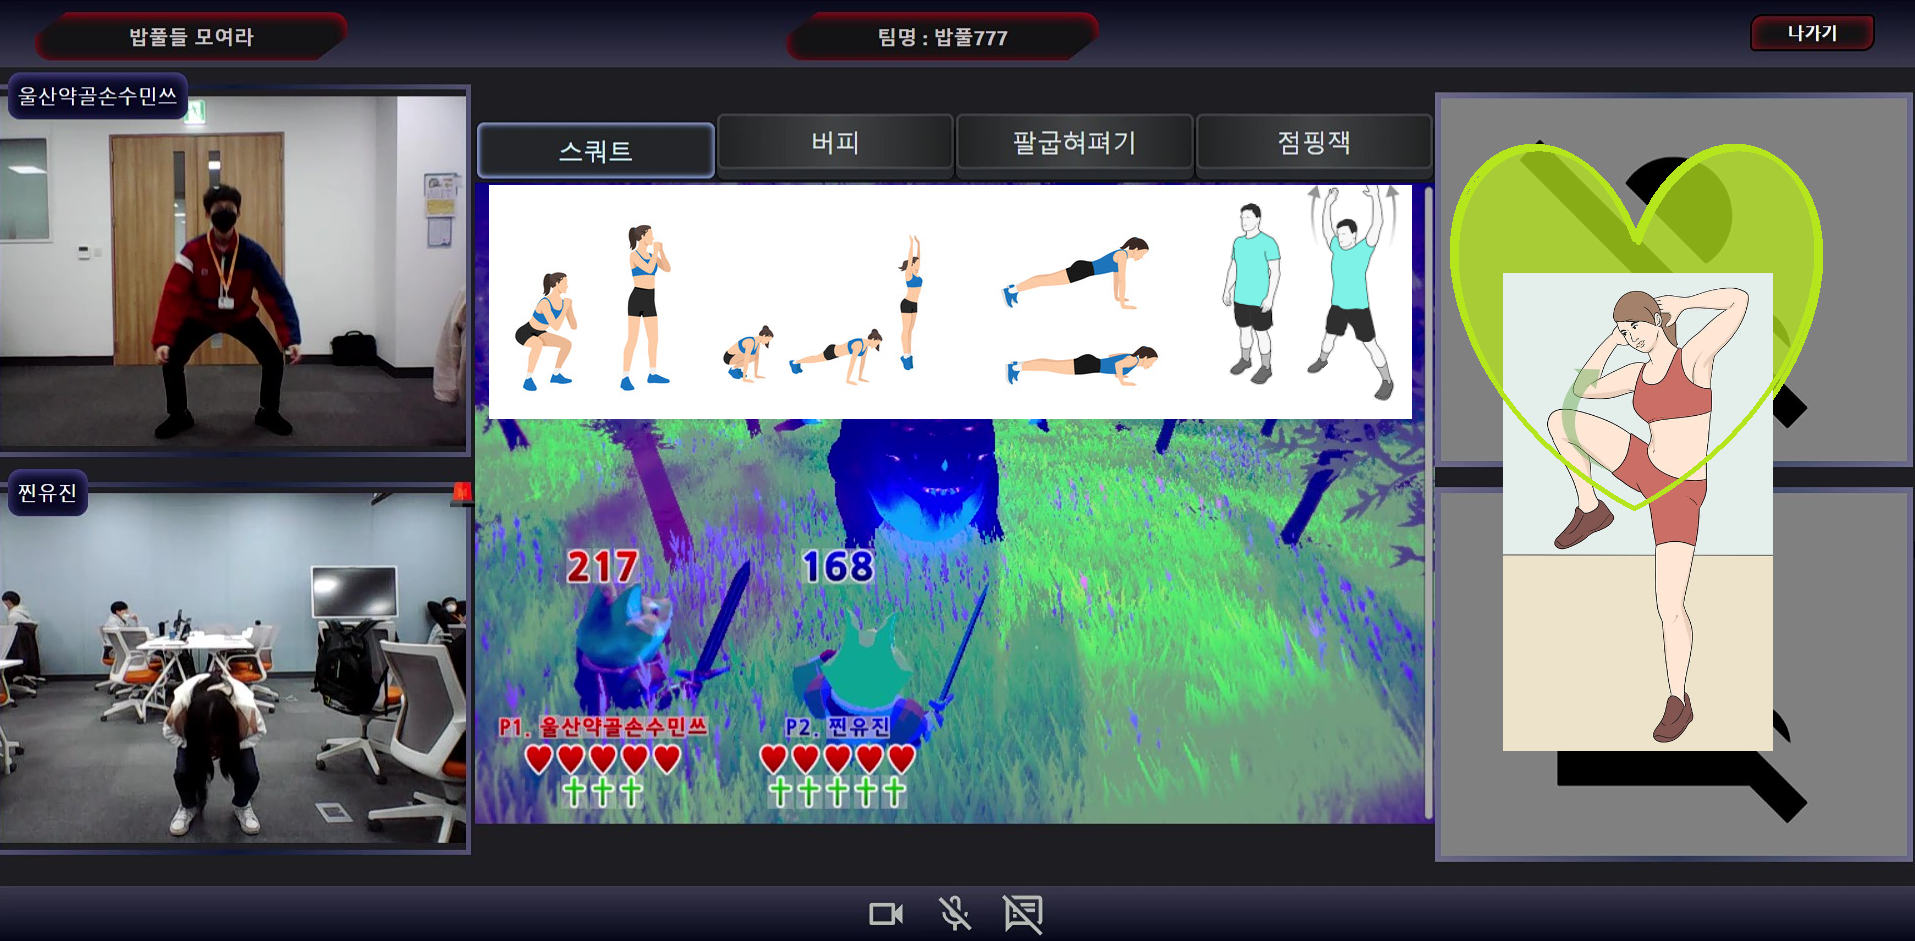 밥풀들 모여라
팀명 : 밥풀777
나가기
울산약골손수민쓰
스쿼트
버피
팔굽혀펴기
점핑잭
찐유진
217
168
P1. 울산약골손수민쓰
P2. 찐유진